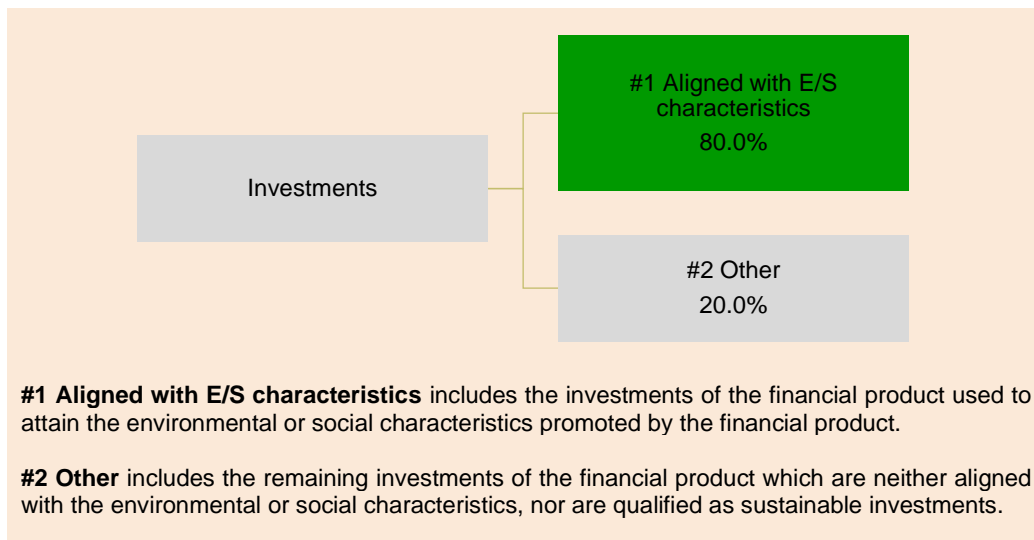 #1 Aligned with E/S
characteristics
80.0%
Investments
#2 Other
20.0%
#1 Aligned with E/S characteristics includes the investments of the financial product used to
attain the environmental or social characteristics promoted by the financial product.
#2 Other includes the remaining investments of the financial product which are neither aligned
with the environmental or social characteristics, nor are qualified as sustainable investments.